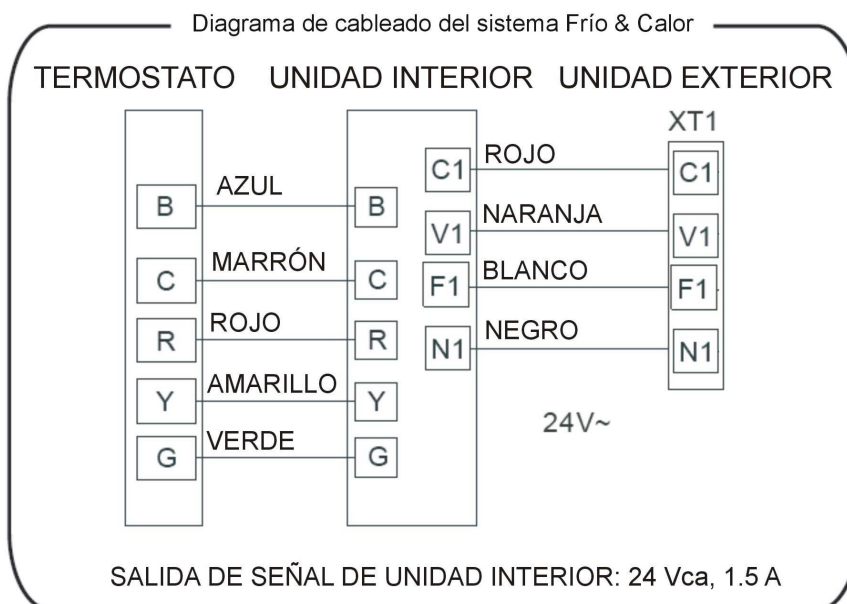 Diagrama de cableado del sistema Frío & Calor
TERMOSTATO UNIDAD INTERIOR UNIDAD EXTERIOR
XT1
C1 ROJO C1
B AZUL B
V1 NARANJA V1
C MARRÓN C
F1 BLANCO F1
R ROJO R
N1 NEGRO N1
Y AMARILLO Y
24V~
G VERDE G
SALIDA DE SEÑAL DE UNIDAD INTERIOR: 24 Vca, 1.5 A